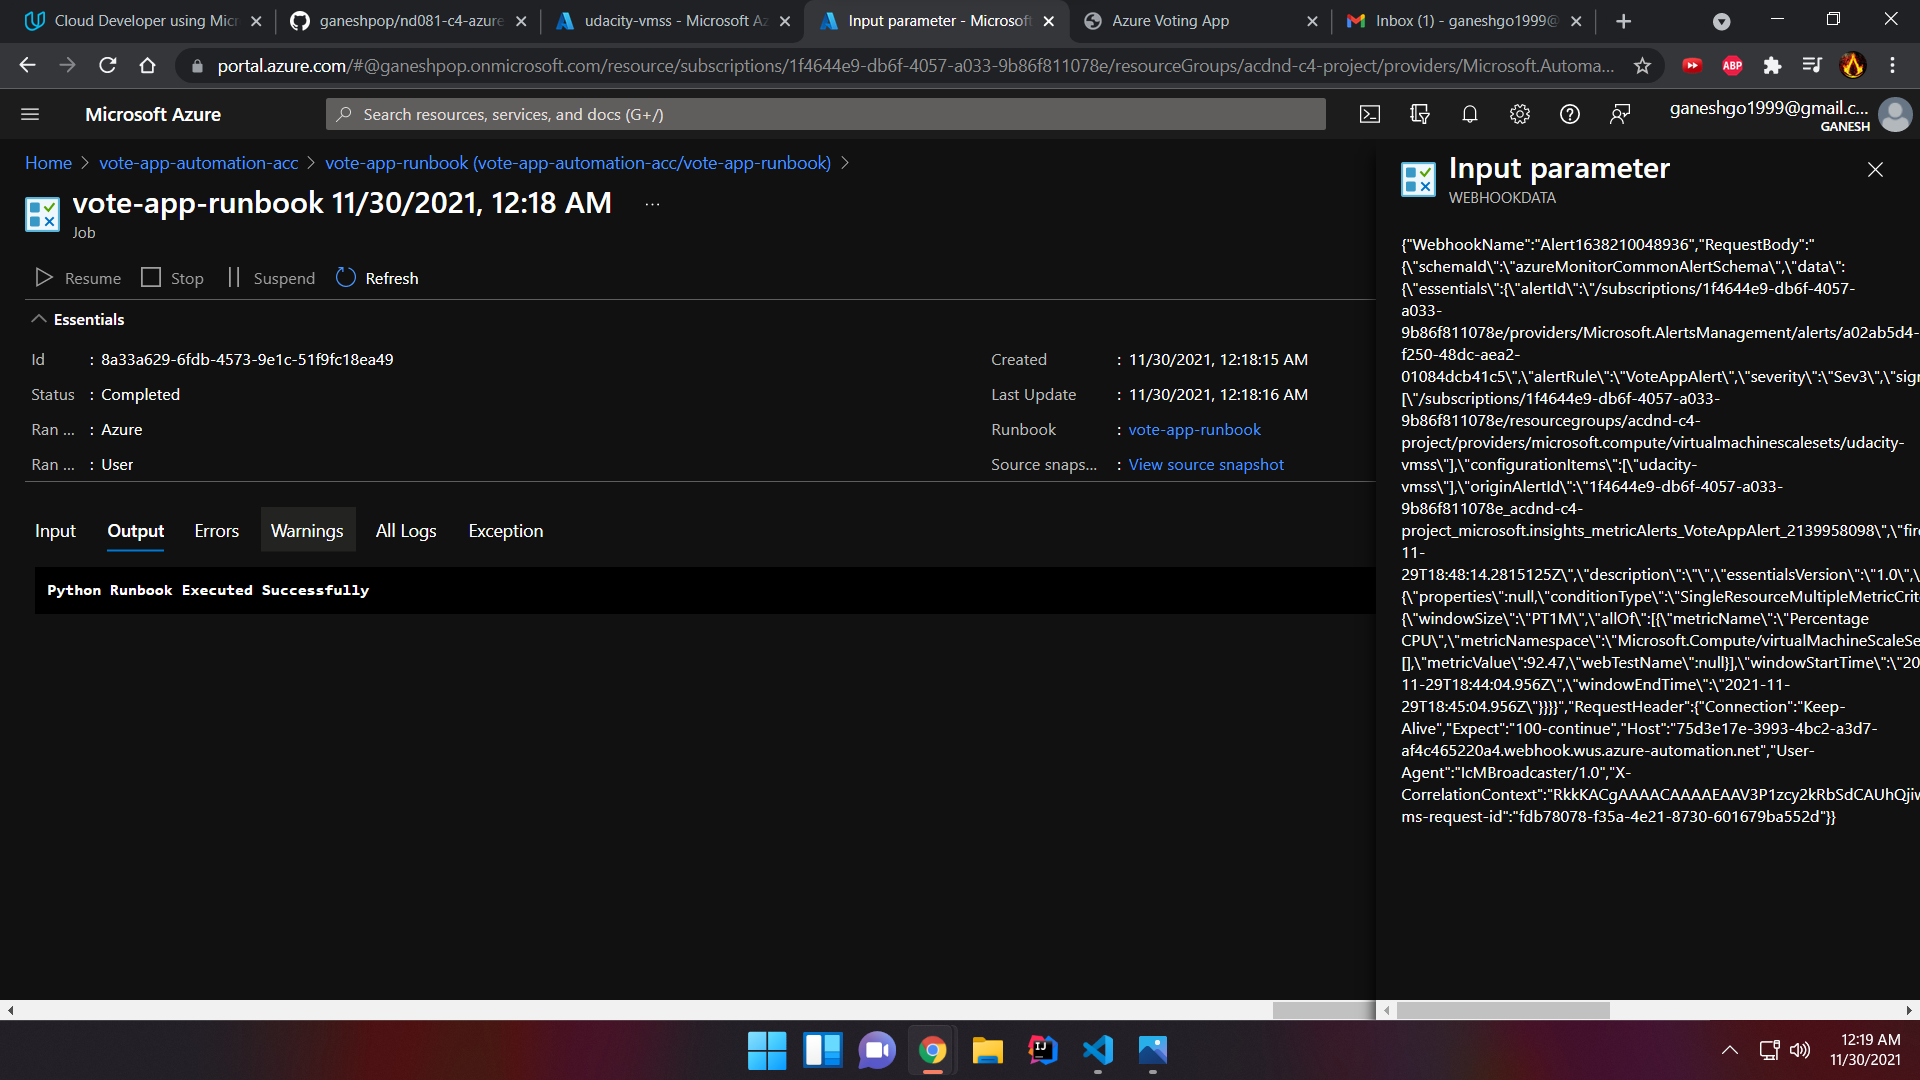 Cloud Developer using Micr
ganeshpop/nd081-c4-azure
udacity-vmss - Microsoft Az
Input parameter - Microsoft
Azure Voting App
Inbox (1) - ganeshgo1999@
portal.azure.com/#@ganeshpop.onmicrosoft.com/resource/subscriptions/1f4644e9-db6f-4057-a033-9b86f811078e/resourceGroups/acdnd-c4-project/providers/Microsoft.Automa...
ABP
Microsoft Azure
Search resources, services, and docs (G+/)
ganeshgo1999@gmail.c...
GANESH
Home > vote-app-automation-acc > vote-app-runbook (vote-app-automation-acc/vote-app-runbook) >
vote-app-runbook 11/30/2021, 12:18 AM ...
Job
Resume Stop Suspend Refresh
Essentials
Id : 8a33a629-6fdb-4573-9e1c-51f9fc18ea49
Status : Completed
Ran ... : Azure
Ran ... : User
Created : 11/30/2021, 12:18:15 AM
Last Update : 11/30/2021, 12:18:16 AM
Runbook : vote-app-runbook
Source snaps... : View source snapshot
Input Output Errors Warnings All Logs Exception
Python Runbook Executed Successfully
Input parameter
WEBHOOKDATA
{"WebhookName":"Alert1638210048936","RequestBody":"
{\"schemaId\":\"azureMonitorCommonAlertSchema\",\"data\":
{\"essentials\":{\"alertId\":\"/subscriptions/1f4644e9-db6f-4057-
a033-
9b86f811078e/providers/Microsoft.AlertsManagement/alerts/a02ab5d4-
f250-48dc-aea2-
01084dcb41c5\",\"alertRule\":\"VoteAppAlert\",\"severity\":\"Sev3\",\"sign
[\"/subscriptions/1f4644e9-db6f-4057-a033-
9b86f811078e/resourcegroups/acdnd-c4-
project/providers/microsoft.compute/virtualmachinescalesets/udacity-
vmss\"],\"configurationItems\":[\"udacity-
vmss\"],\"originAlertId\":\"1f4644e9-db6f-4057-a033-
9b86f811078e_acdnd-c4-
project_microsoft.insights_metricAlerts_VoteAppAlert_2139958098\",\"fire
11-
29T18:48:14.2815125Z\",\"description\":\"\",\"essentialsVersion\":\"1.0\",\
{\"properties\":null,\"conditionType\":\"SingleResourceMultipleMetricCrite
{\"windowSize\":\"PT1M\",\"allOf\":[{\"metricName\":\"Percentage
CPU\",\"metricNamespace\":\"Microsoft.Compute/virtualMachineScaleSe
[],\"metricValue\":92.47,\"webTestName\":null}],\"windowStartTime\":\"20
11-29T18:44:04.956Z\",\"windowEndTime\":\"2021-11-
29T18:45:04.956Z\"}}}}","RequestHeader":{"Connection":"Keep-
Alive","Expect":"100-continue","Host":"75d3e17e-3993-4bc2-a3d7-
af4c465220a4.webhook.wus.azure-automation.net","User-
Agent":"IcMBroadcaster/1.0","X-
CorrelationContext":"RkkKACgAAAACAAAAEAAV3P1zcy2kRbSdCAUhQjiw
ms-request-id":"fdb78078-f35a-4e21-8730-601679ba552d"}}
12:19 AM
11/30/2021